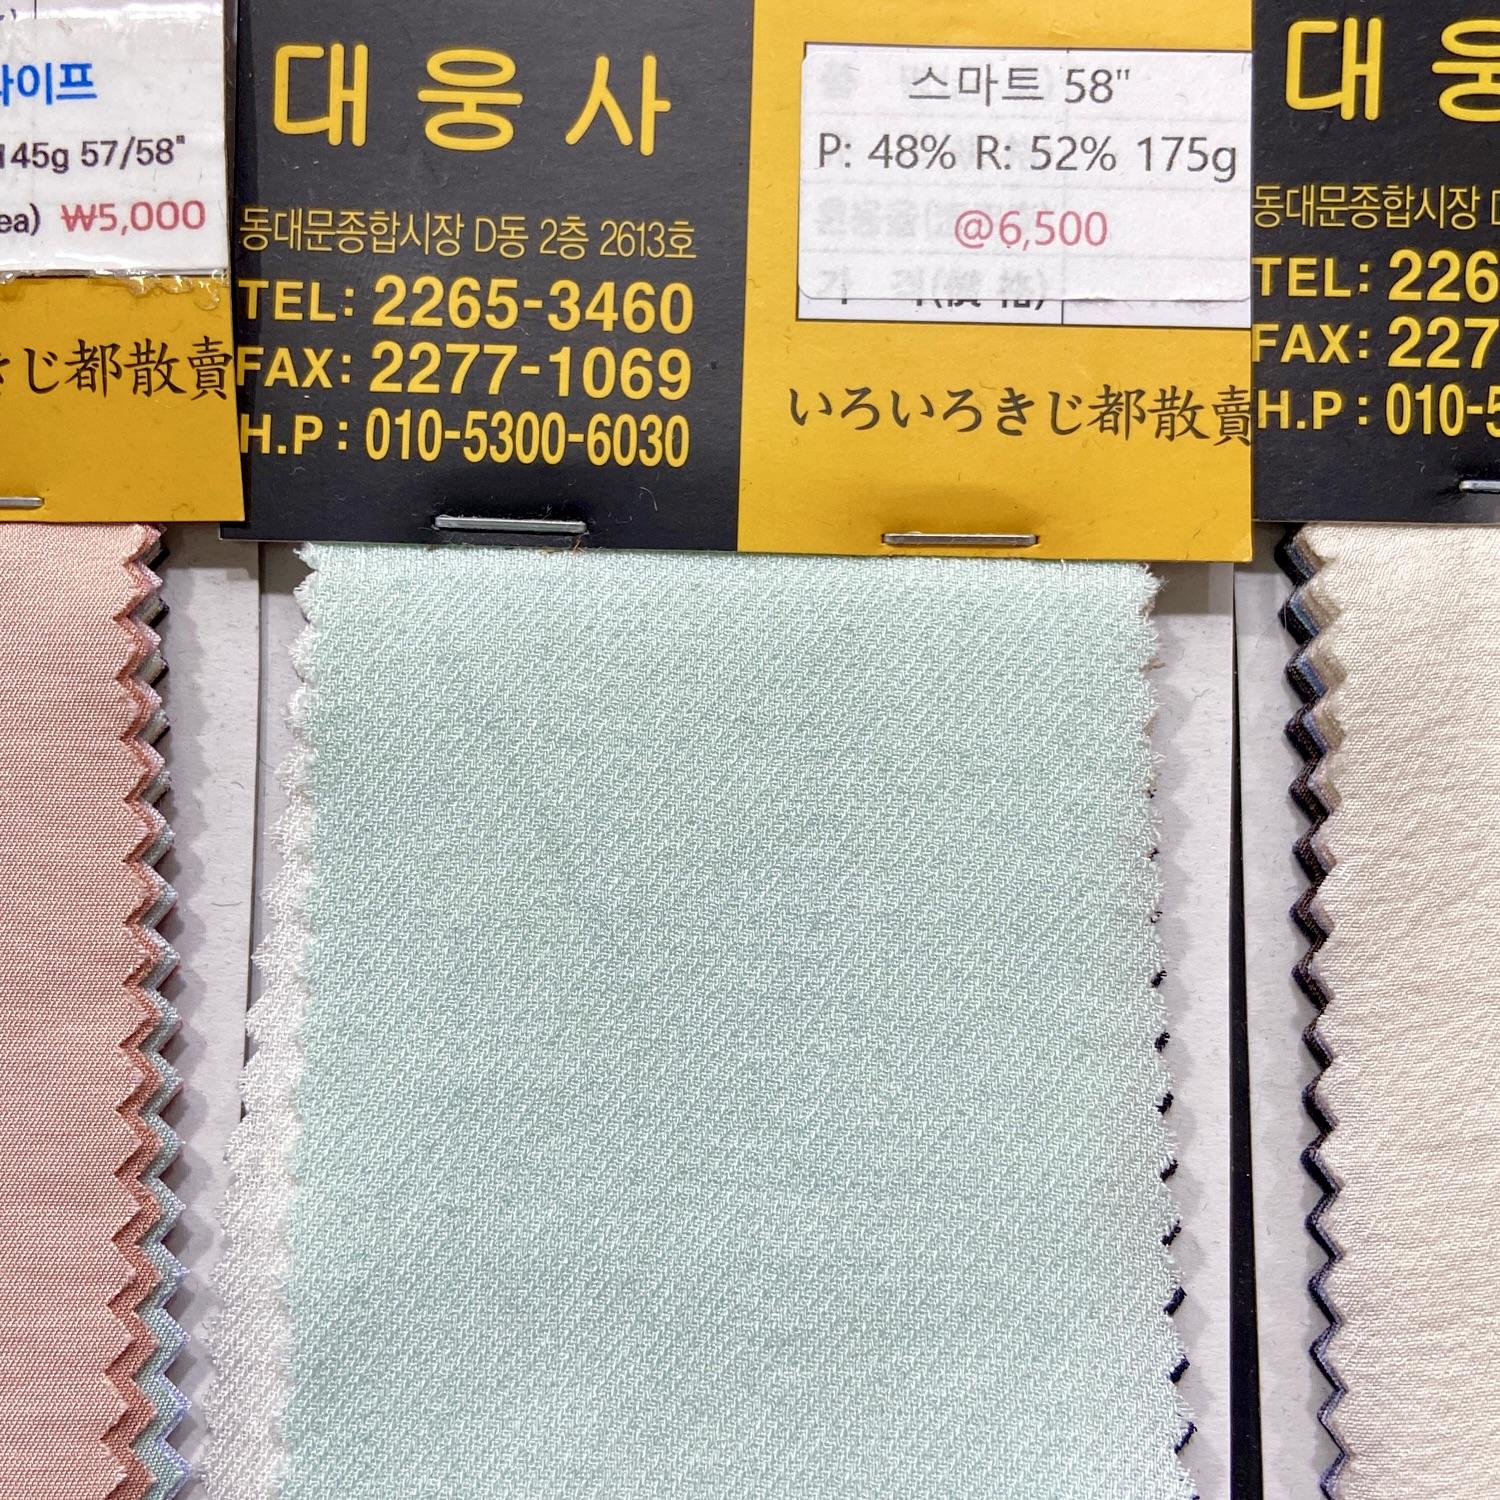 라이프
145g 57/58"
ea) ₩5,000
きじ都散賣
대웅사
동대문종합시장 D동 2층 2613호
TEL: 2265-3460
FAX: 2277-1069
H.P : 010-5300-6030
스마트 58"
P: 48% R: 52% 175g
@6,500
いろいろきじ都散賣
대웅
동대문종합시장
TEL: 226
FAX: 227
H.P : 010-5